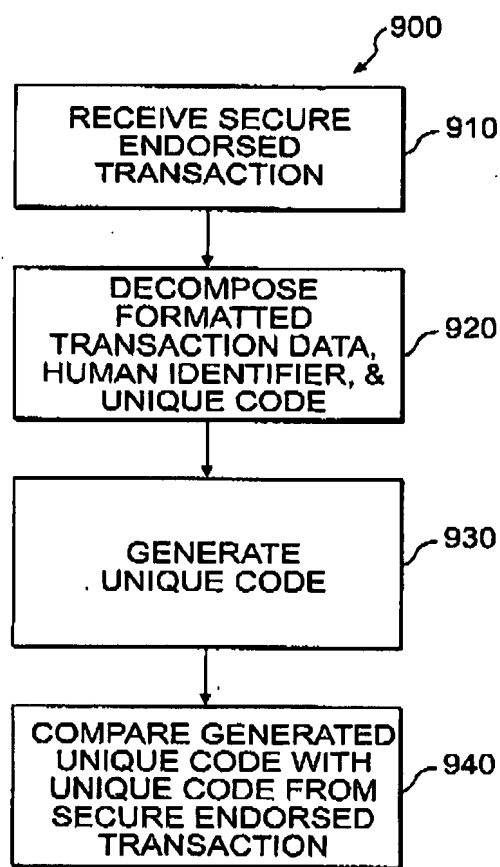 900
RECEIVE SECURE
ENDORSED
TRANSACTION
910
DECOMPOSE
FORMATTED
TRANSACTION DATA,
HUMAN IDENTIFIER, &
UNIQUE CODE
920
GENERATE
UNIQUE CODE
930
COMPARE GENERATED
UNIQUE CODE WITH
UNIQUE CODE FROM
SECURE ENDORSED
TRANSACTION
940